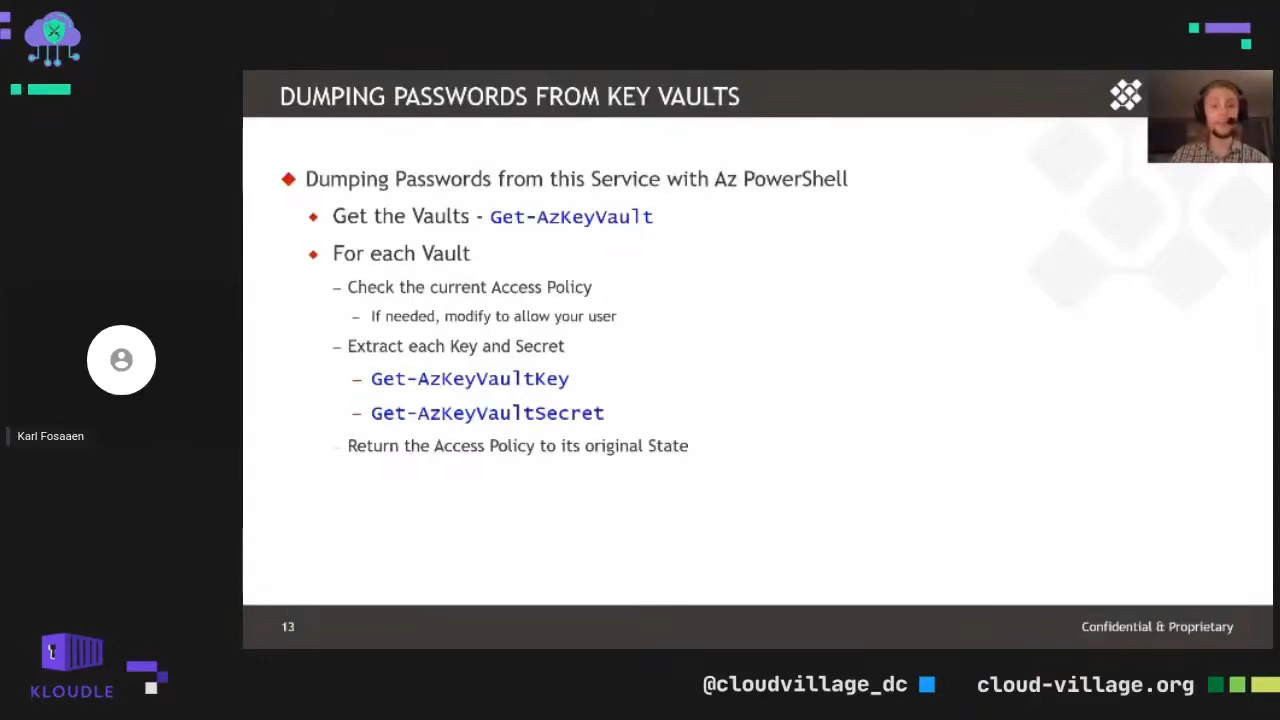 DUMPING PASSWORDS FROM KEY VAULTS
Dumping Passwords from this Service with Az PowerShell
Get the Vaults - Get-AzKeyVault
For each Vault
– Check the current Access Policy
– If needed, modify to allow your user
– Extract each Key and Secret
– Get-AzKeyVaultKey
– Get-AzKeyVaultSecret
– Return the Access Policy to its original State
Karl Fosaaen
13
Confidential & Proprietary
KLOUDLE
@cloudvillage_dc
cloud-village.org